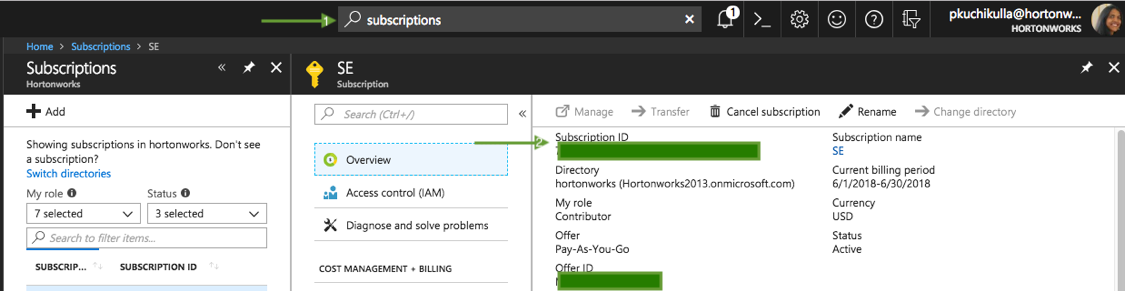 1
subscriptions
1
pkuchikulla@hortonw...
HORTONWORKS
Home > Subscriptions > SE
Subscriptions
Hortonworks
Add
Showing subscriptions in hortonworks. Don't see
a subscription?
Switch directories
My role
Status
7 selected
3 selected
Search to filter items...
SUBSCRIP...
SUBSCRIPTION ID
SE
Subscription
Search (Ctrl+/)
Overview
Access control (IAM)
Diagnose and solve problems
COST MANAGEMENT + BILLING
Manage
Transfer
Cancel subscription
Rename
Change directory
2
Subscription ID
Directory
hortonworks (Hortonworks2013.onmicrosoft.com)
My role
Contributor
Offer
Pay-As-You-Go
Offer ID
Subscription name
SE
Current billing period
6/1/2018-6/30/2018
Currency
USD
Status
Active